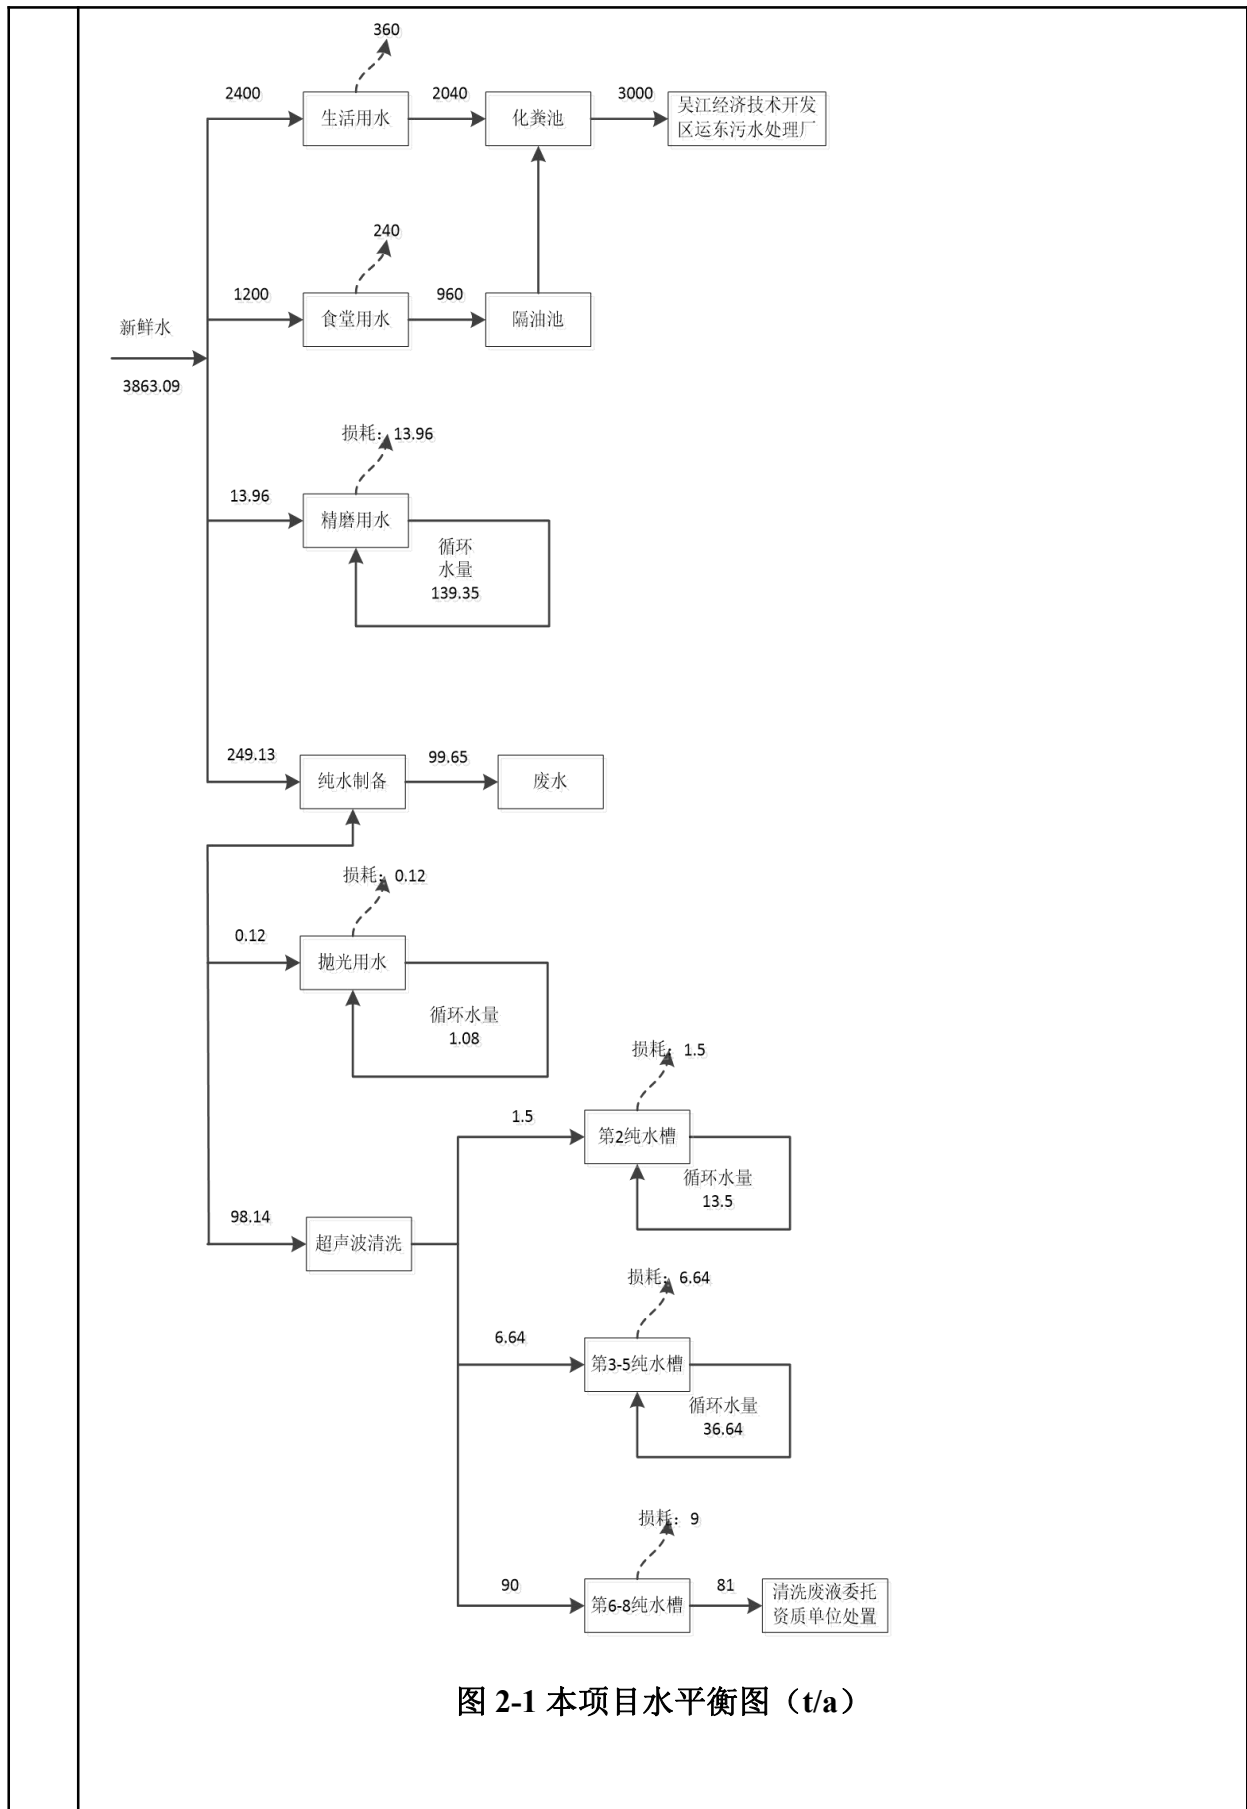 360
2400
生活用水
2040
化粪池
3000
吴江经济技术开发
区运东污水处理厂
240
1200
食堂用水
960
隔油池
新鲜水
3863.09
损耗：13.96
13.96
精磨用水
循环
水量
139.35
249.13
纯水制备
99.65
废水
损耗：0.12
0.12
抛光用水
循环水量
1.08
损耗：1.5
1.5
第2纯水槽
循环水量
13.5
98.14
超声波清洗
损耗：6.64
6.64
第3-5纯水槽
循环水量
36.64
损耗：9
90
第6-8纯水槽
81
清洗废液委托
资质单位处置
图 2-1 本项目水平衡图（t/a）